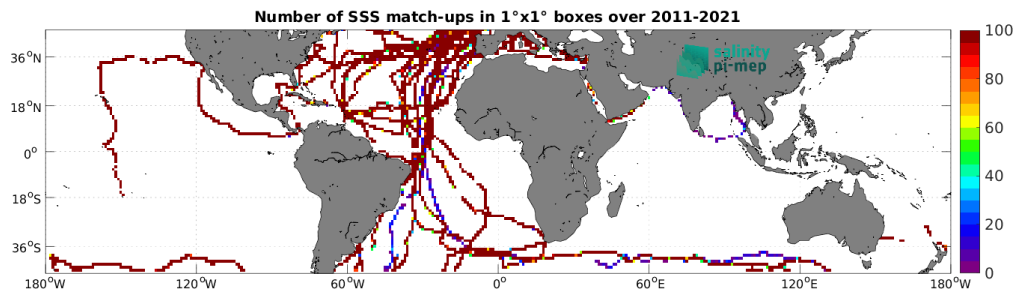 Number of SSS match-ups in 1°x1° boxes over 2011-2021
salinity
pi-mep
36°N
18°N
0°
18°S
36°S
180°W 120°W 60°W 0° 60°E 120°E 180°W
100
80
60
40
20
0